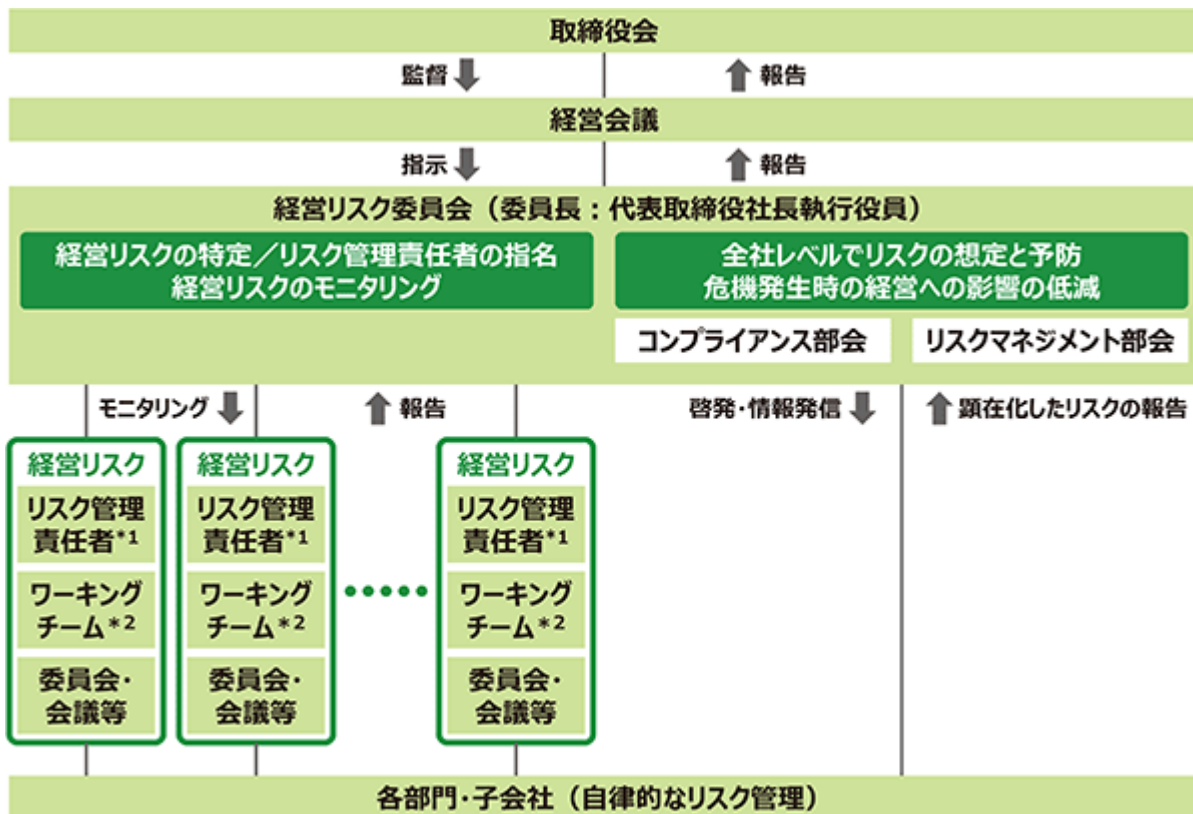 取締役会
監督
報告
経営会議
指示
報告
経営リスク委員会（委員長：代表取締役社長執行役員）
経営リスクの特定／リスク管理責任者の指名
経営リスクのモニタリング
全社レベルでリスクの想定と予防
危機発生時の経営への影響の低減
コンプライアンス部会
リスクマネジメント部会
モニタリング
報告
啓発・情報発信
顕在化したリスクの報告
経営リスク
リスク管理
責任者*1
ワーキング
チーム*2
委員会・
会議等
経営リスク
リスク管理
責任者*1
ワーキング
チーム*2
委員会・
会議等
経営リスク
リスク管理
責任者*1
ワーキング
チーム*2
委員会・
会議等
各部門・子会社（自律的なリスク管理）